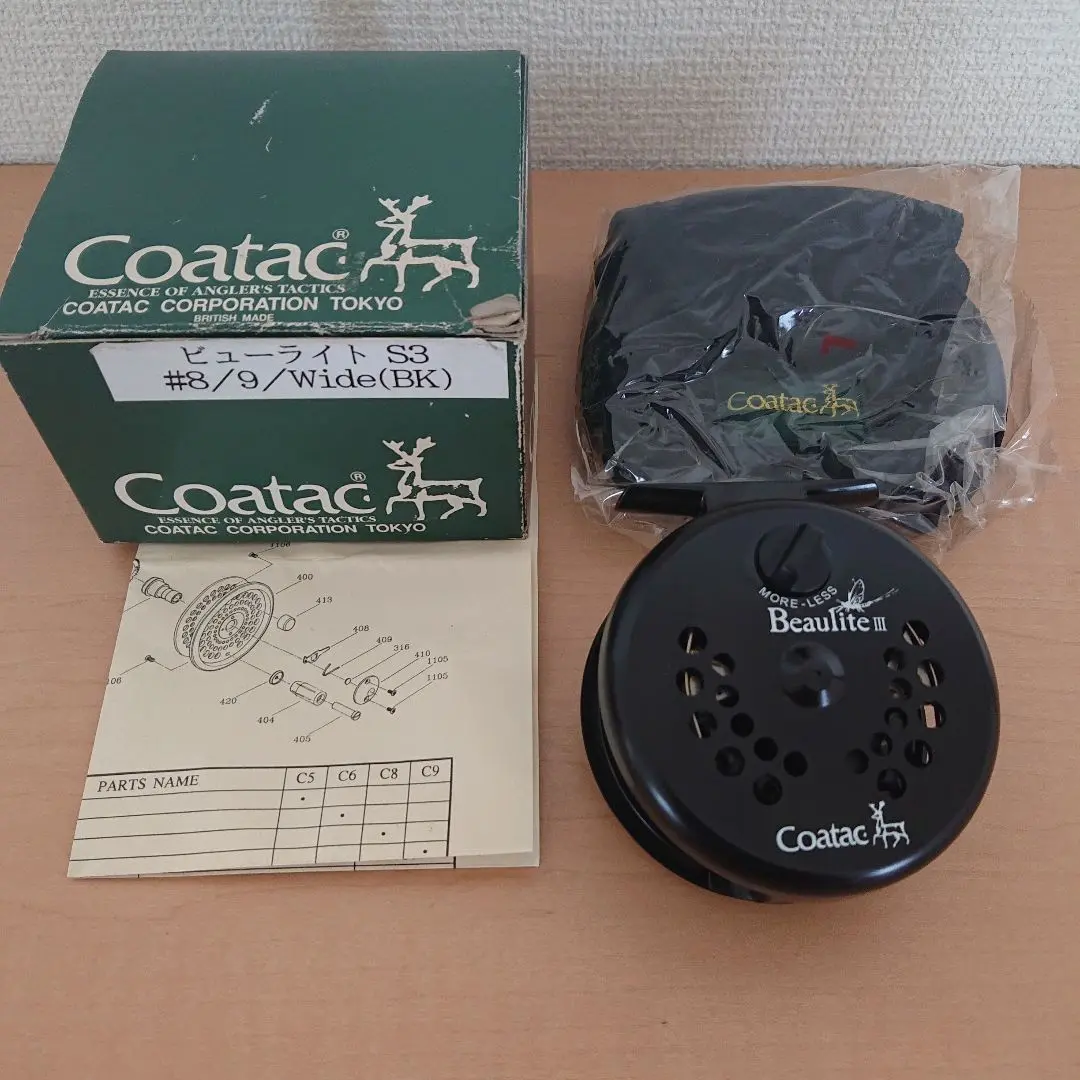 Coatac®
ESSENCE OF ANGLER'S TACTICS
COATAC CORPORATION TOKYO
BRITISH MADE
ビューライト S3
#8/9/Wide(BK)
Coatac®
ESSENCE OF ANGLER'S TACTICS
COATAC CORPORATION TOKYO
L
Coatac
MORE-LESS
Beaulite III
Coatac
1106
400
413
408
409
316
410
1105
1105
106
420
404
405
PARTS NAME C5 C6 C8 C9